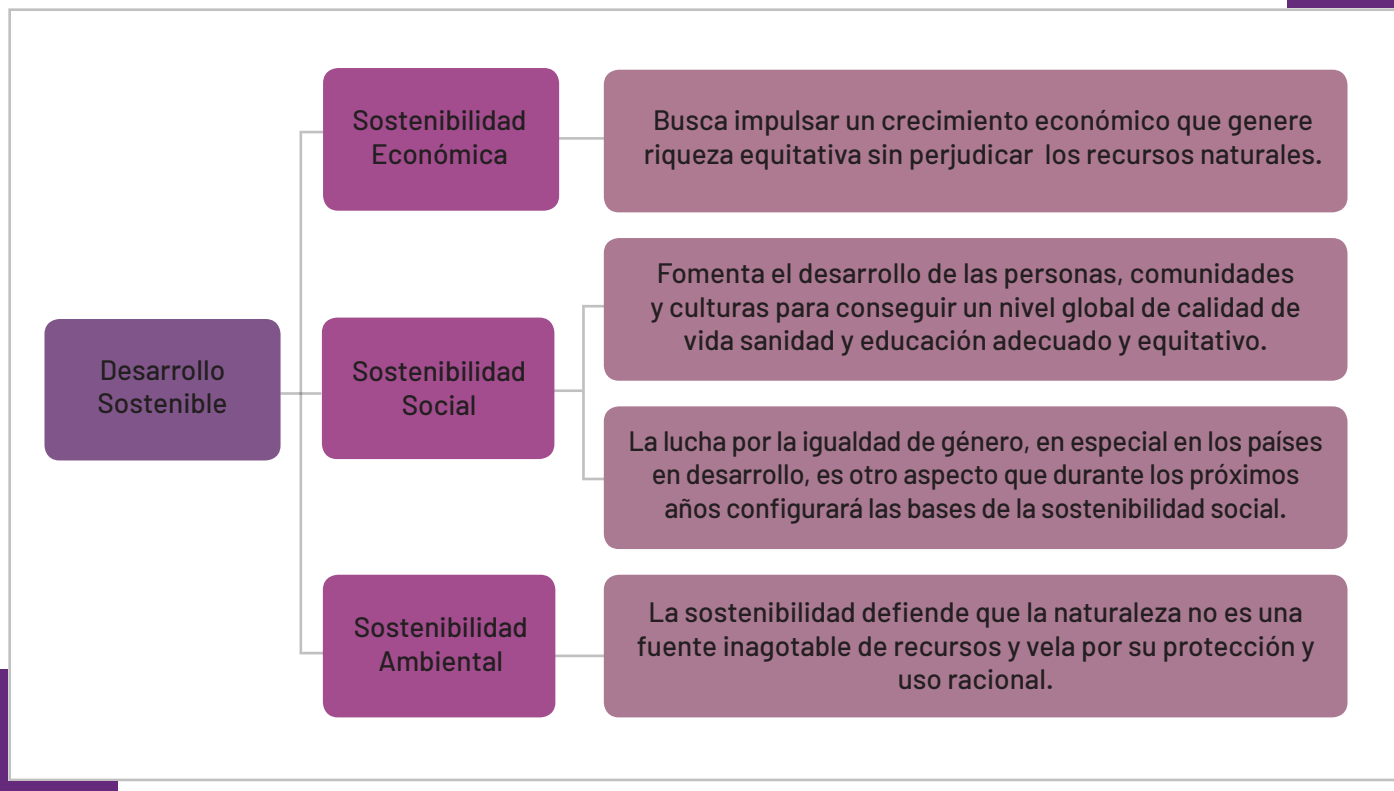 Desarrollo
Sostenible
Sostenibilidad
Económica
Busca impulsar un crecimiento económico que genere
riqueza equitativa sin perjudicar los recursos naturales.
Sostenibilidad
Social
Fomenta el desarrollo de las personas, comunidades
y culturas para conseguir un nivel global de calidad de
vida sanidad y educación adecuado y equitativo.
La lucha por la igualdad de género, en especial en los países
en desarrollo, es otro aspecto que durante los próximos
años configurará las bases de la sostenibilidad social.
Sostenibilidad
Ambiental
La sostenibilidad defiende que la naturaleza no es una
fuente inagotable de recursos y vela por su protección y
uso racional.